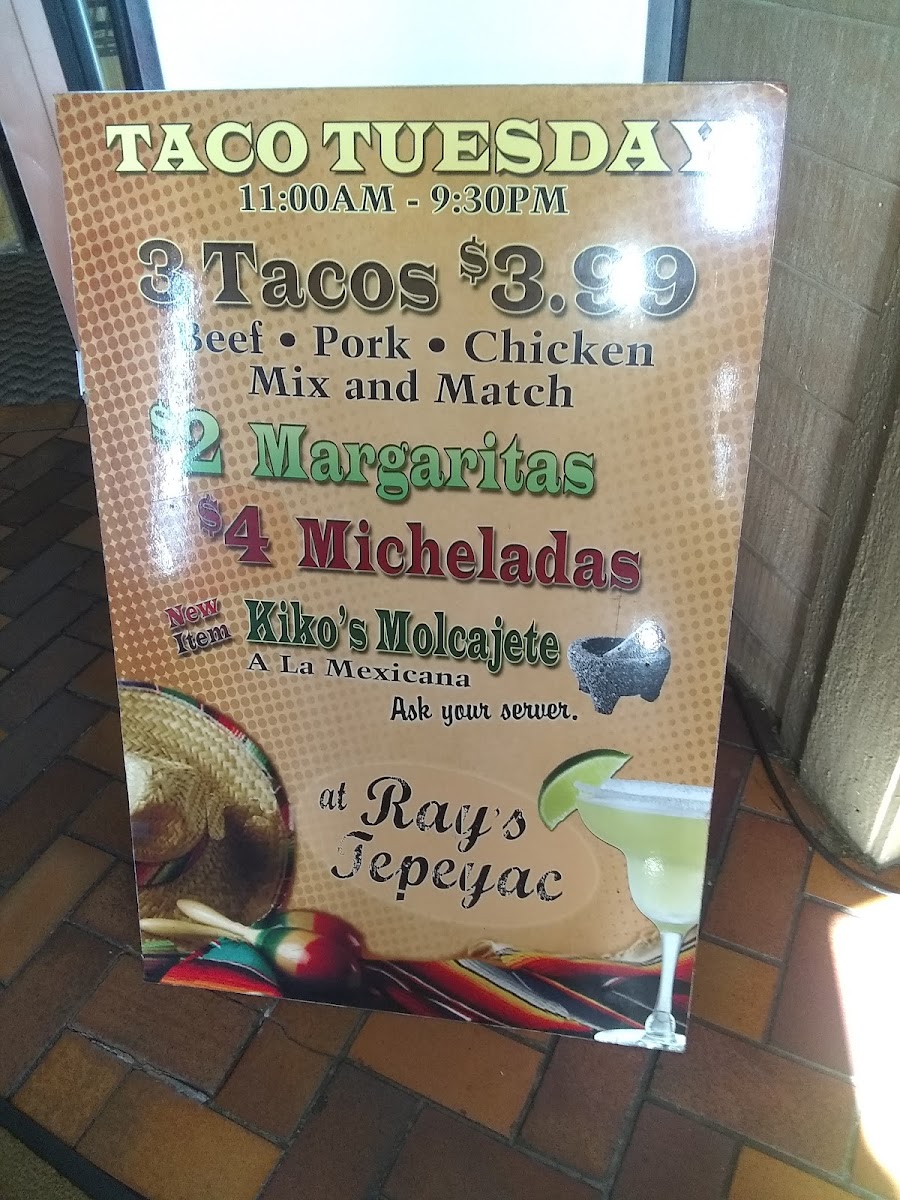 TACO TUESDAY
11:00AM - 9:30PM
3 Tacos $3.99
Beef • Pork • Chicken
Mix and Match
$2 Margaritas
$4 Micheladas
New Item
Kiko's Molcajete
A La Mexicana
Ask your server.
at Ray's
Tepeyac